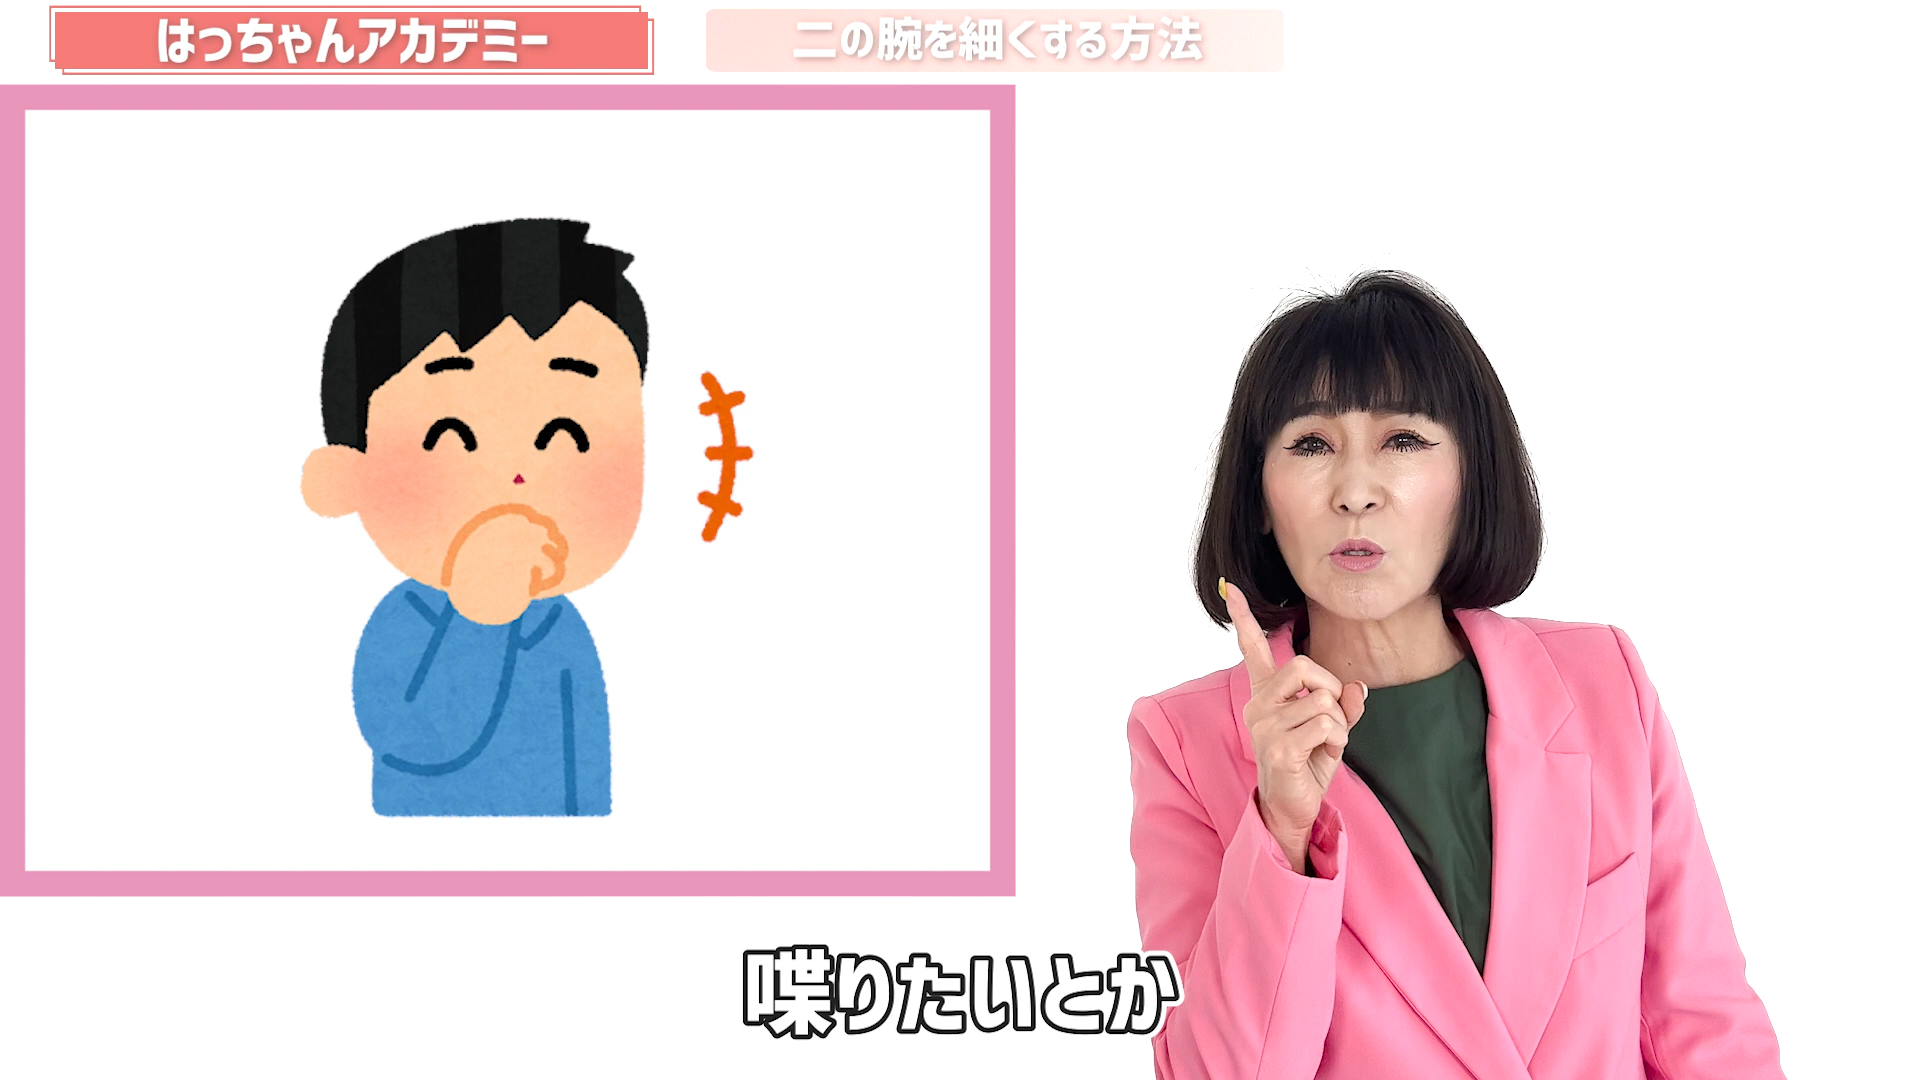 はっちゃんアカデミー
二の腕を細くする方法
喋りたいとか